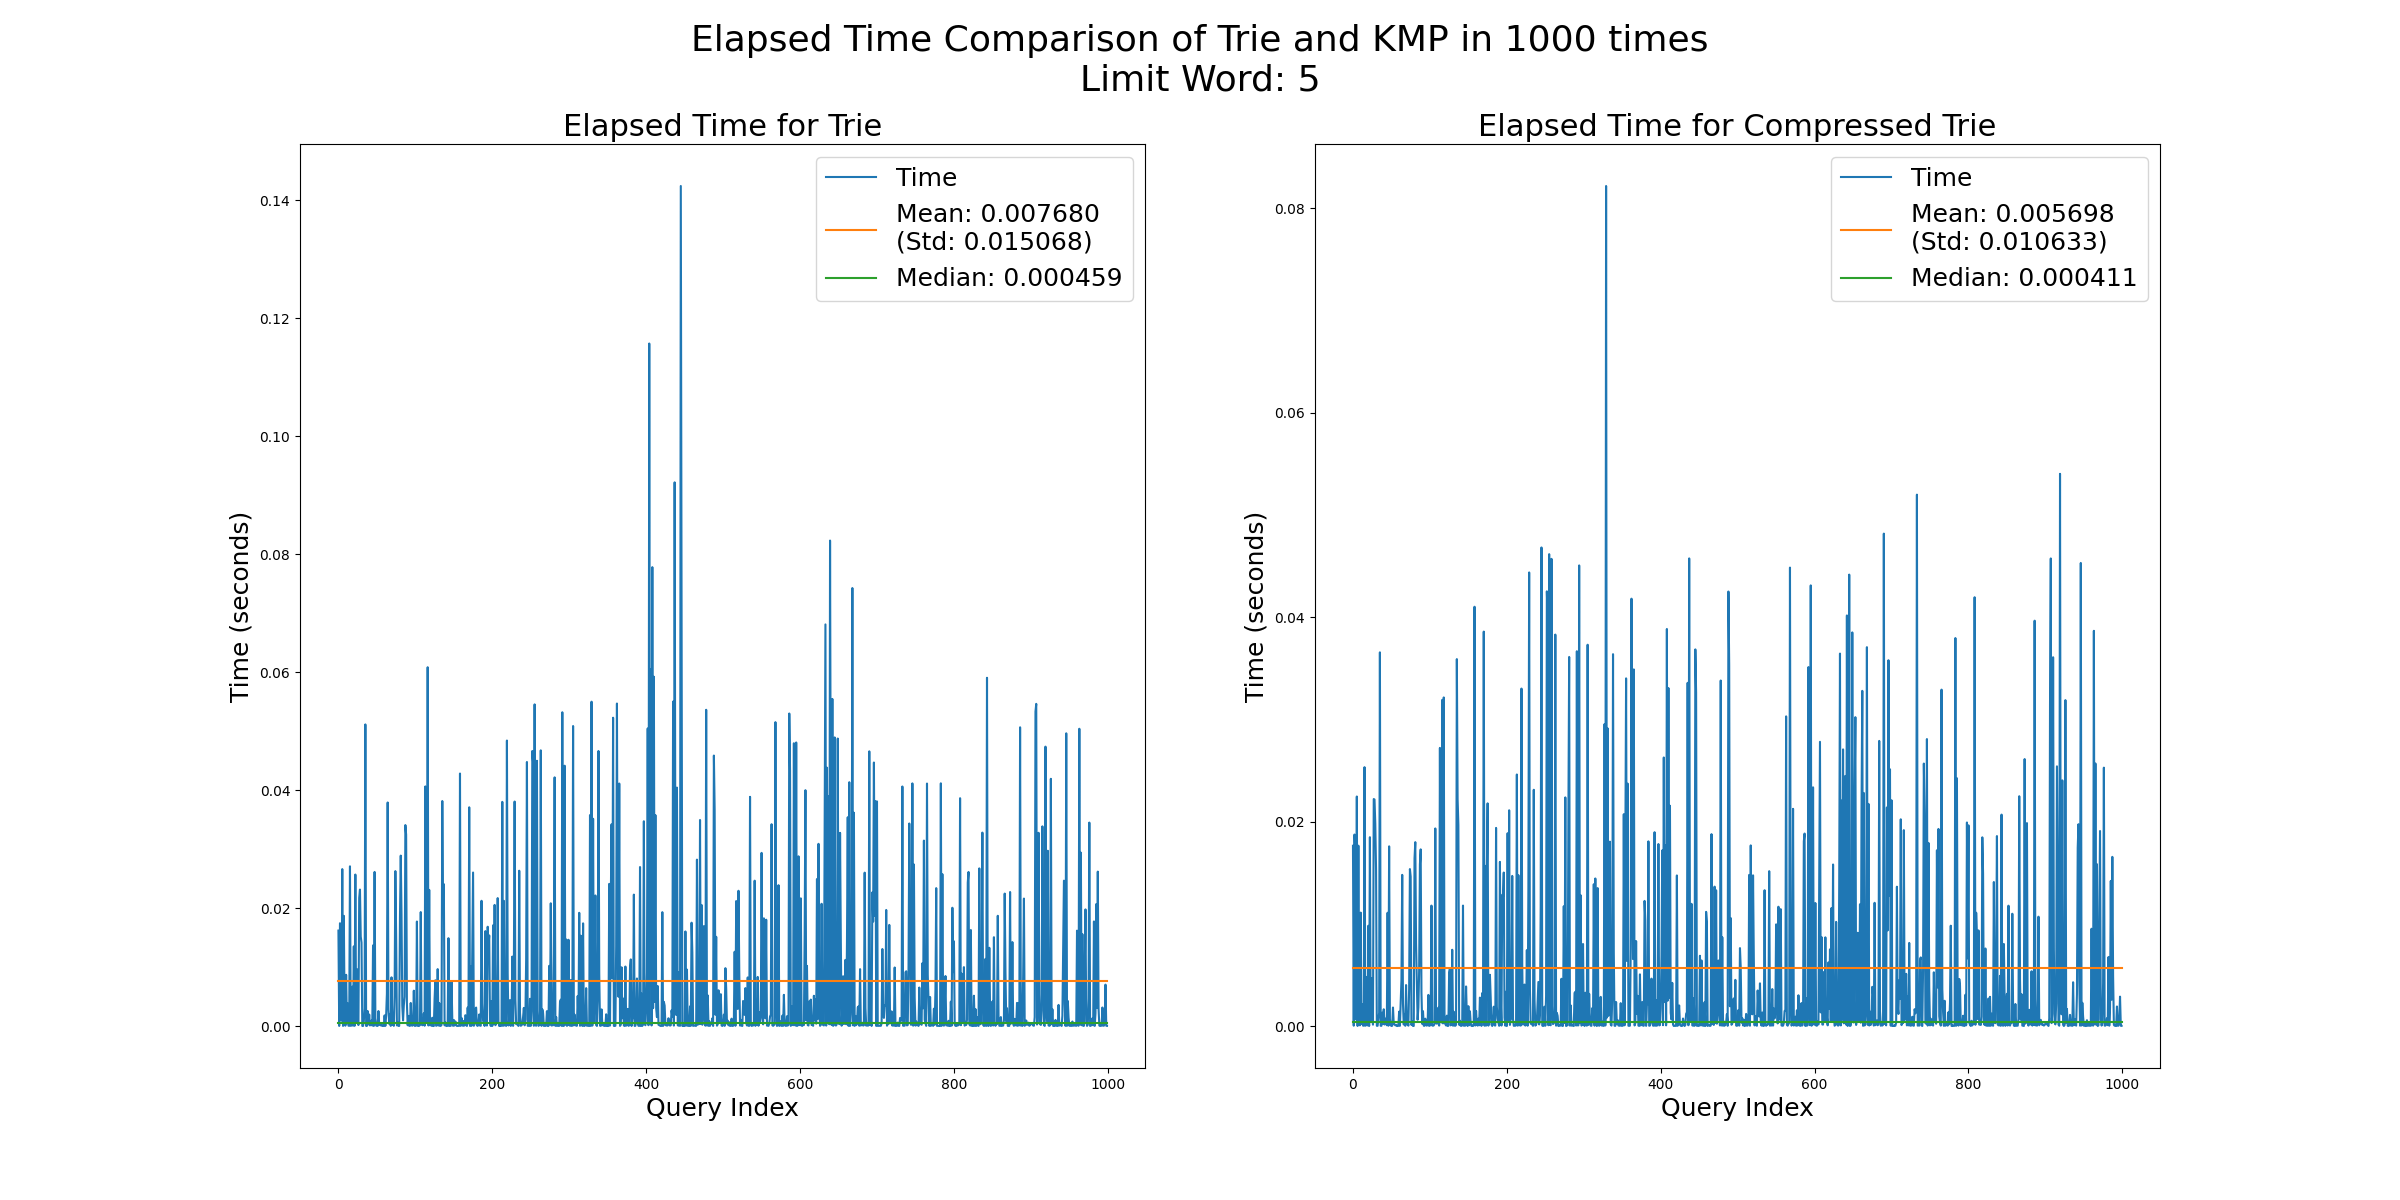 Elapsed Time Comparison of Trie and KMP in 1000 times
Limit Word: 5
Elapsed Time for Trie
Time
Mean: 0.007680
(Std: 0.015068)
Median: 0.000459
0.14
0.12
0.10
0.08
0.06
0.04
0.02
0.00
Time (seconds)
0 200 400 600 800 1000
Query Index
Elapsed Time for Compressed Trie
Time
Mean: 0.005698
(Std: 0.010633)
Median: 0.000411
0.08
0.06
0.04
0.02
0.00
Time (seconds)
0 200 400 600 800 1000
Query Index